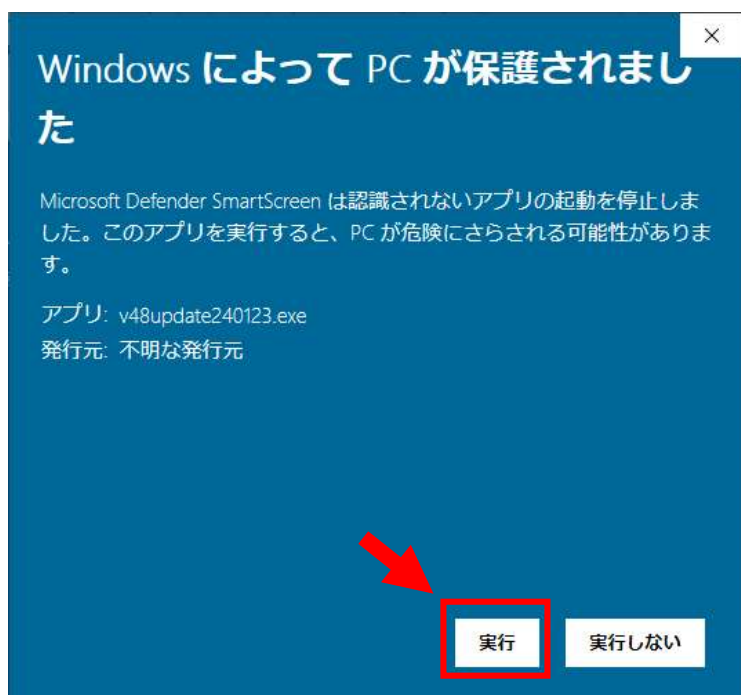 Windows によって PC が保護されまし
た
Microsoft Defender SmartScreen は認識されないアプリの起動を停止しま
した。このアプリを実行すると、PC が危険にさらされる可能性がありま
す。
アプリ: v48update240123.exe
発行元: 不明な発行元
実行 実行しない